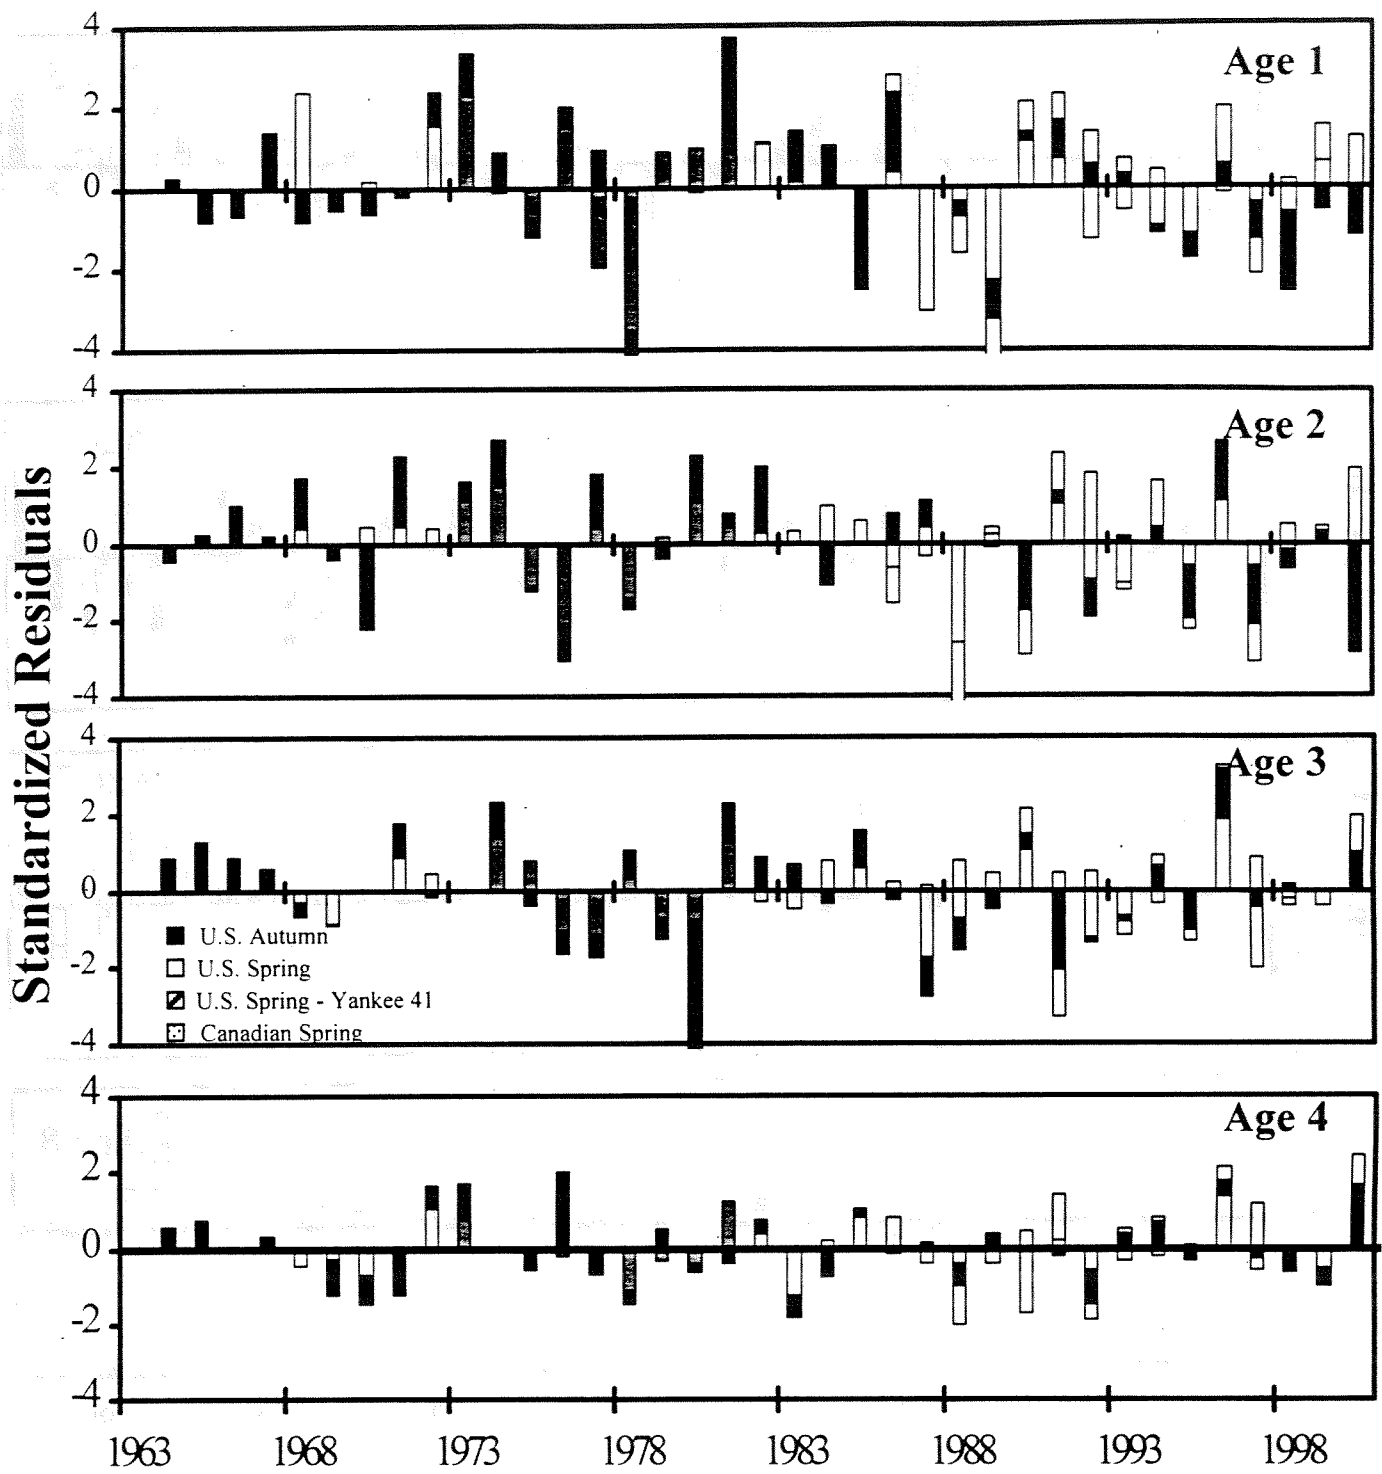 Standardized Residuals
4
Age 1
2
0
-2
-4
4
Age 2
2
0
-2
-4
4
Age 3
2
0
U.S. Autumn
-2
U.S. Spring
U.S. Spring - Yankee 41
Canadian Spring
-4
4
Age 4
2
0
-2
-4
1963 1968 1973 1978 1983 1988 1993 1998